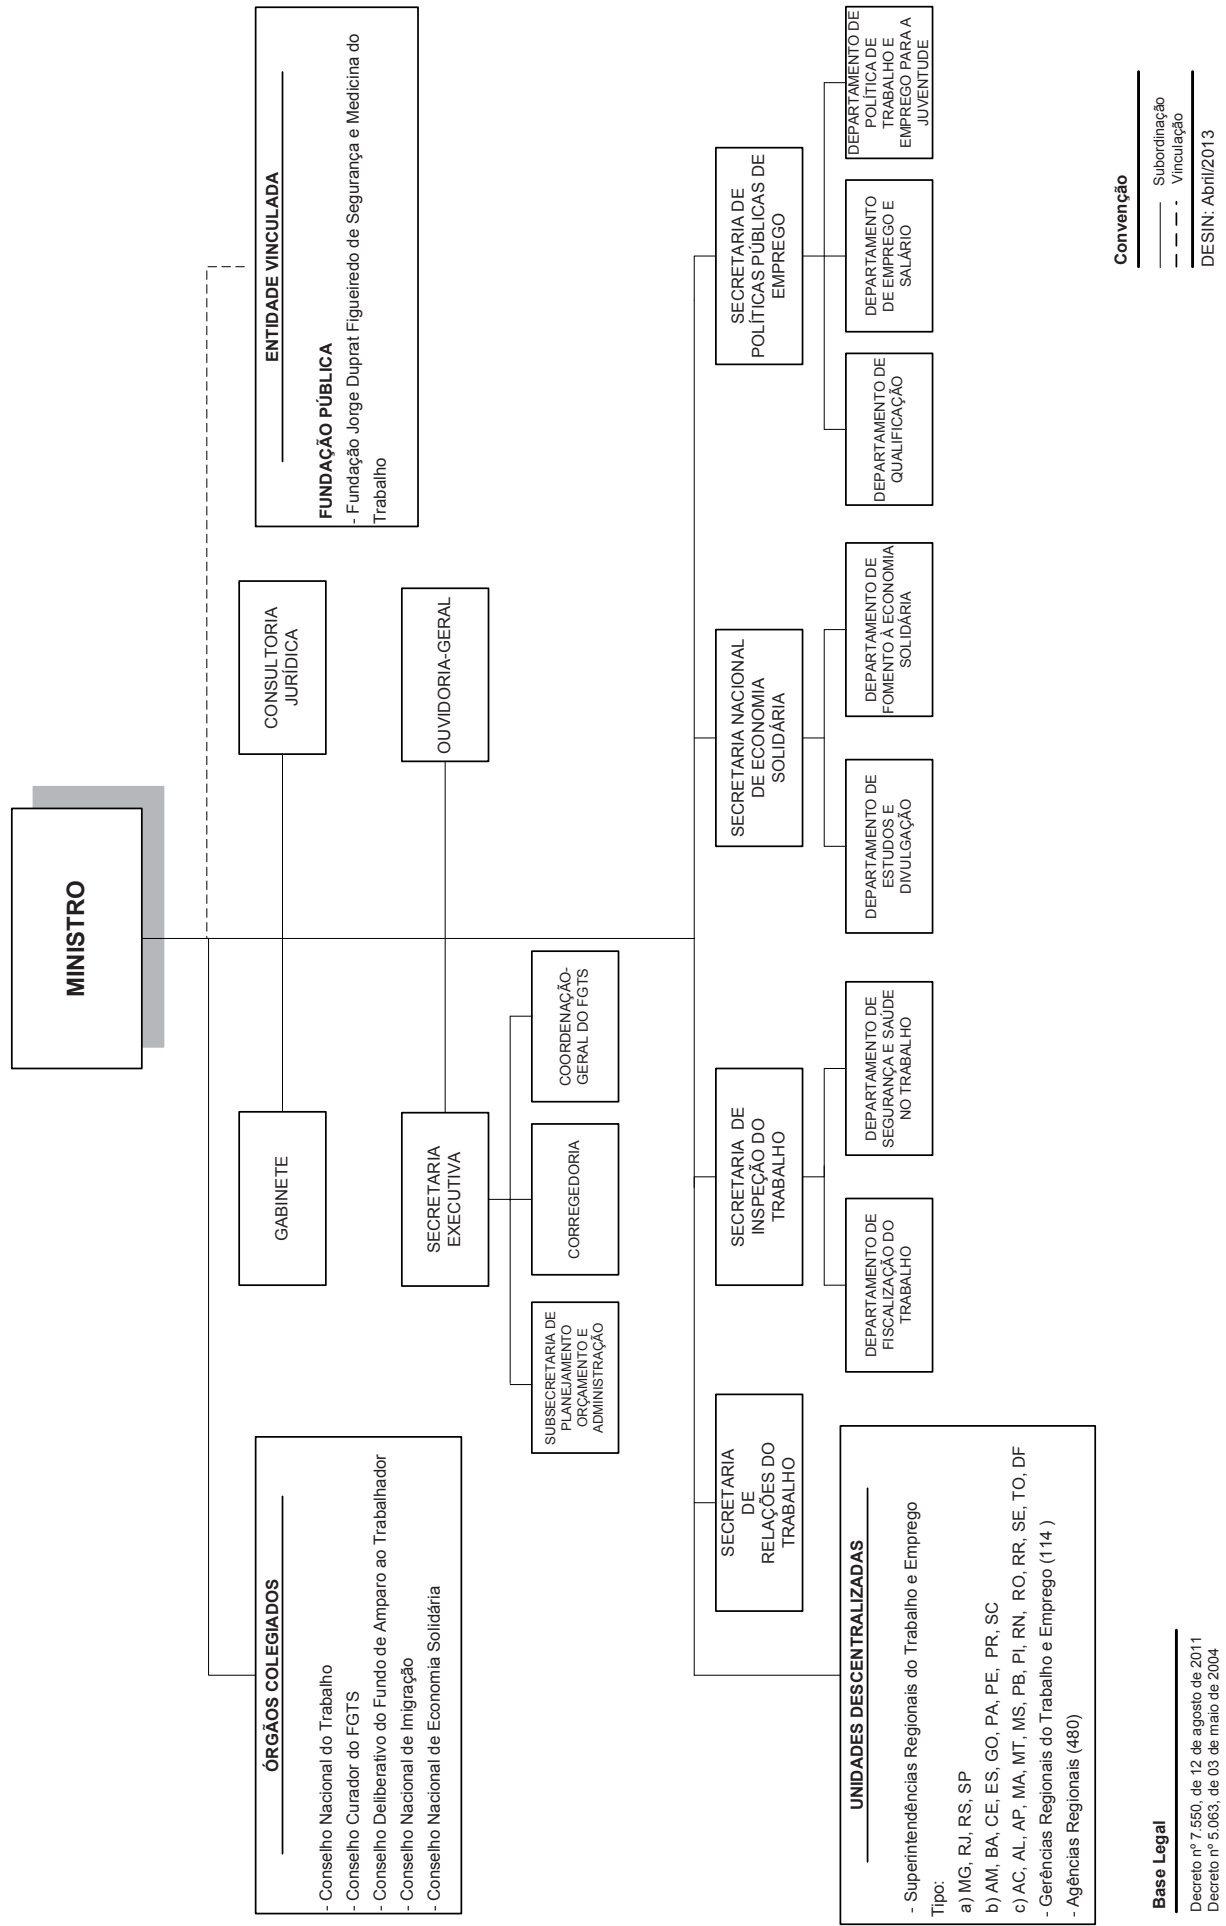 MINISTRO
ÓRGÃOS COLEGIADOS
- Conselho Nacional do Trabalho
- Conselho Curador do FGTS
- Conselho Deliberativo do Fundo de Amparo ao Trabalhador
- Conselho Nacional de Imigração
- Conselho Nacional de Economia Solidária
GABINETE
CONSULTORIA
JURÍDICA
ENTIDADE VINCULADA
FUNDAÇÃO PÚBLICA
- Fundação Jorge Duprat Figueiredo de Segurança e Medicina do
Trabalho
SECRETARIA
EXECUTIVA
OUVIDORIA-GERAL
SUBSECRETARIA DE
PLANEJAMENTO
ORÇAMENTO E
ADMINISTRAÇÃO
CORREGEDORIA
COORDENAÇÃO-
GERAL DO FGTS
SECRETARIA
DE
RELAÇÕES DO
TRABALHO
SECRETARIA DE
INSPEÇÃO DO
TRABALHO
SECRETARIA NACIONAL
DE ECONOMIA
SOLIDÁRIA
SECRETARIA DE
POLÍTICAS PÚBLICAS DE
EMPREGO
UNIDADES DESCENTRALIZADAS
- Superintendências Regionais do Trabalho e Emprego
Tipo:
a) MG, RJ, RS, SP
b) AM, BA, CE, ES, GO, PA, PE, PR, SC
c) AC, AL, AP, MA, MT, MS, PB, PI, RN, RO, RR, SE, TO, DF
- Gerências Regionais do Trabalho e Emprego (114 )
- Agências Regionais (480)
DEPARTAMENTO DE
FISCALIZAÇÃO DO
TRABALHO
DEPARTAMENTO DE
SEGURANÇA E SAÚDE
NO TRABALHO
DEPARTAMENTO DE
ESTUDOS E
DIVULGAÇÃO
DEPARTAMENTO DE
FOMENTO À ECONOMIA
SOLIDÁRIA
DEPARTAMENTO DE
QUALIFICAÇÃO
DEPARTAMENTO
DE EMPREGO E
SALÁRIO
DEPARTAMENTO DE
POLÍTICA DE
TRABALHO E
EMPREGO PARA A
JUVENTUDE
Base Legal
Decreto nº 7.550, de 12 de agosto de 2011
Decreto nº 5.063, de 03 de maio de 2004
Convenção
Subordinação
Vinculação
DESIN: Abril/2013